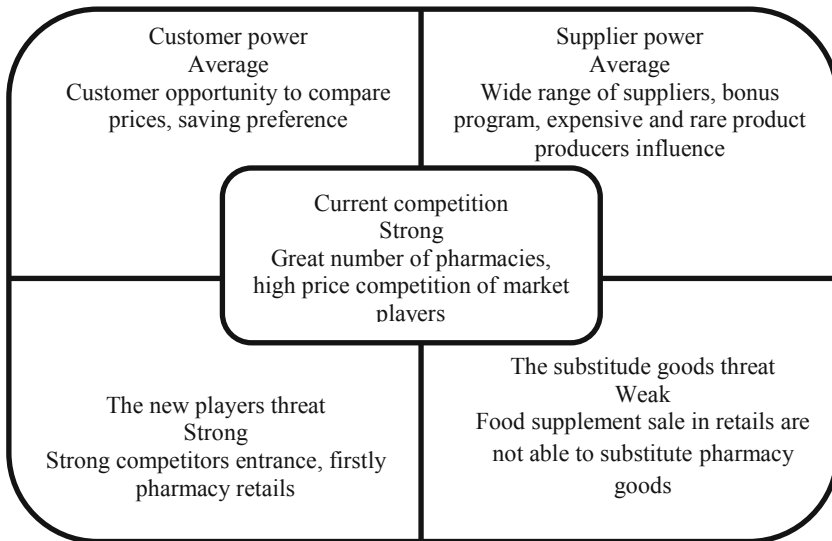 Customer power
Average
Customer opportunity to compare
prices, saving preference
Supplier power
Average
Wide range of suppliers, bonus
program, expensive and rare product
producers influence
Current competition
Strong
Great number of pharmacies,
high price competition of market
players
The new players threat
Strong
Strong competitors entrance, firstly
pharmacy retails
The substitude goods threat
Weak
Food supplement sale in retails are
not able to substitute pharmacy
goods